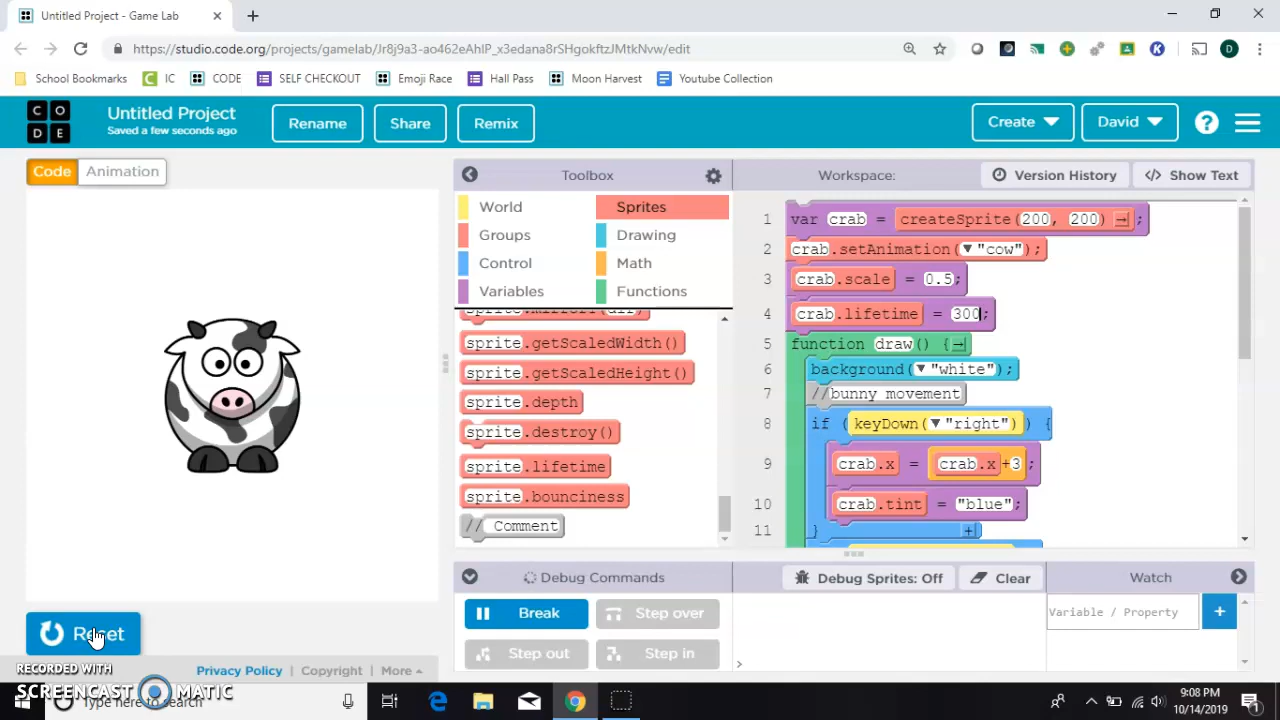 Untitled Project - Game Lab
https://studio.code.org/projects/gamelab/Jr8j9a3-ao462eAhlP_x3edana8rSHgokftzJMtkNvw/edit
School Bookmarks IC CODE SELF CHECKOUT Emoji Race Hall Pass Moon Harvest Youtube Collection
C O D E
Untitled Project
Saved a few seconds ago
Rename Share Remix Create David
Code Animation
Toolbox
Workspace: Version History Show Text
World Sprites
Groups Drawing
Control Math
Variables Functions
sprite.mirrorX(dir)
sprite.getScaledWidth()
sprite.getScaledHeight()
sprite.depth
sprite.destroy()
sprite.lifetime
sprite.bounciness
// Comment
1 var crab = createSprite(200, 200);
2 crab.setAnimation("cow");
3 crab.scale = 0.5;
4 crab.lifetime = 300;
5 function draw() {
6 background("white");
7 //bunny movement
8 if (keyDown("right")) {
9 crab.x = crab.x+3;
10 crab.tint = "blue";
11 }
Debug Commands
Debug Sprites: Off Clear
Watch
Break Step over
Step out Step in
>
Variable / Property
Reset
Privacy Policy | Copyright | More
RECORDED WITH
SCREENCAST MATIC
Type here to search
9:08 PM
10/14/2019